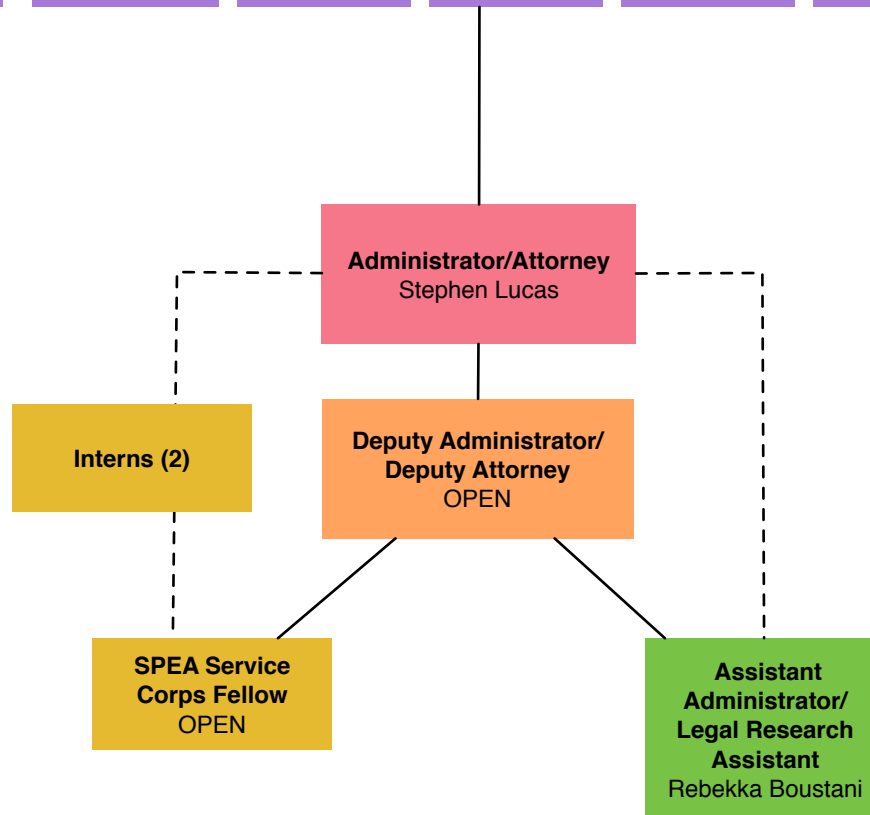 Administrator/Attorney
Stephen Lucas
Interns (2)
Deputy Administrator/
Deputy Attorney
OPEN
SPEA Service
Corps Fellow
OPEN
Assistant
Administrator/
Legal Research
Assistant
Rebekka Boustani